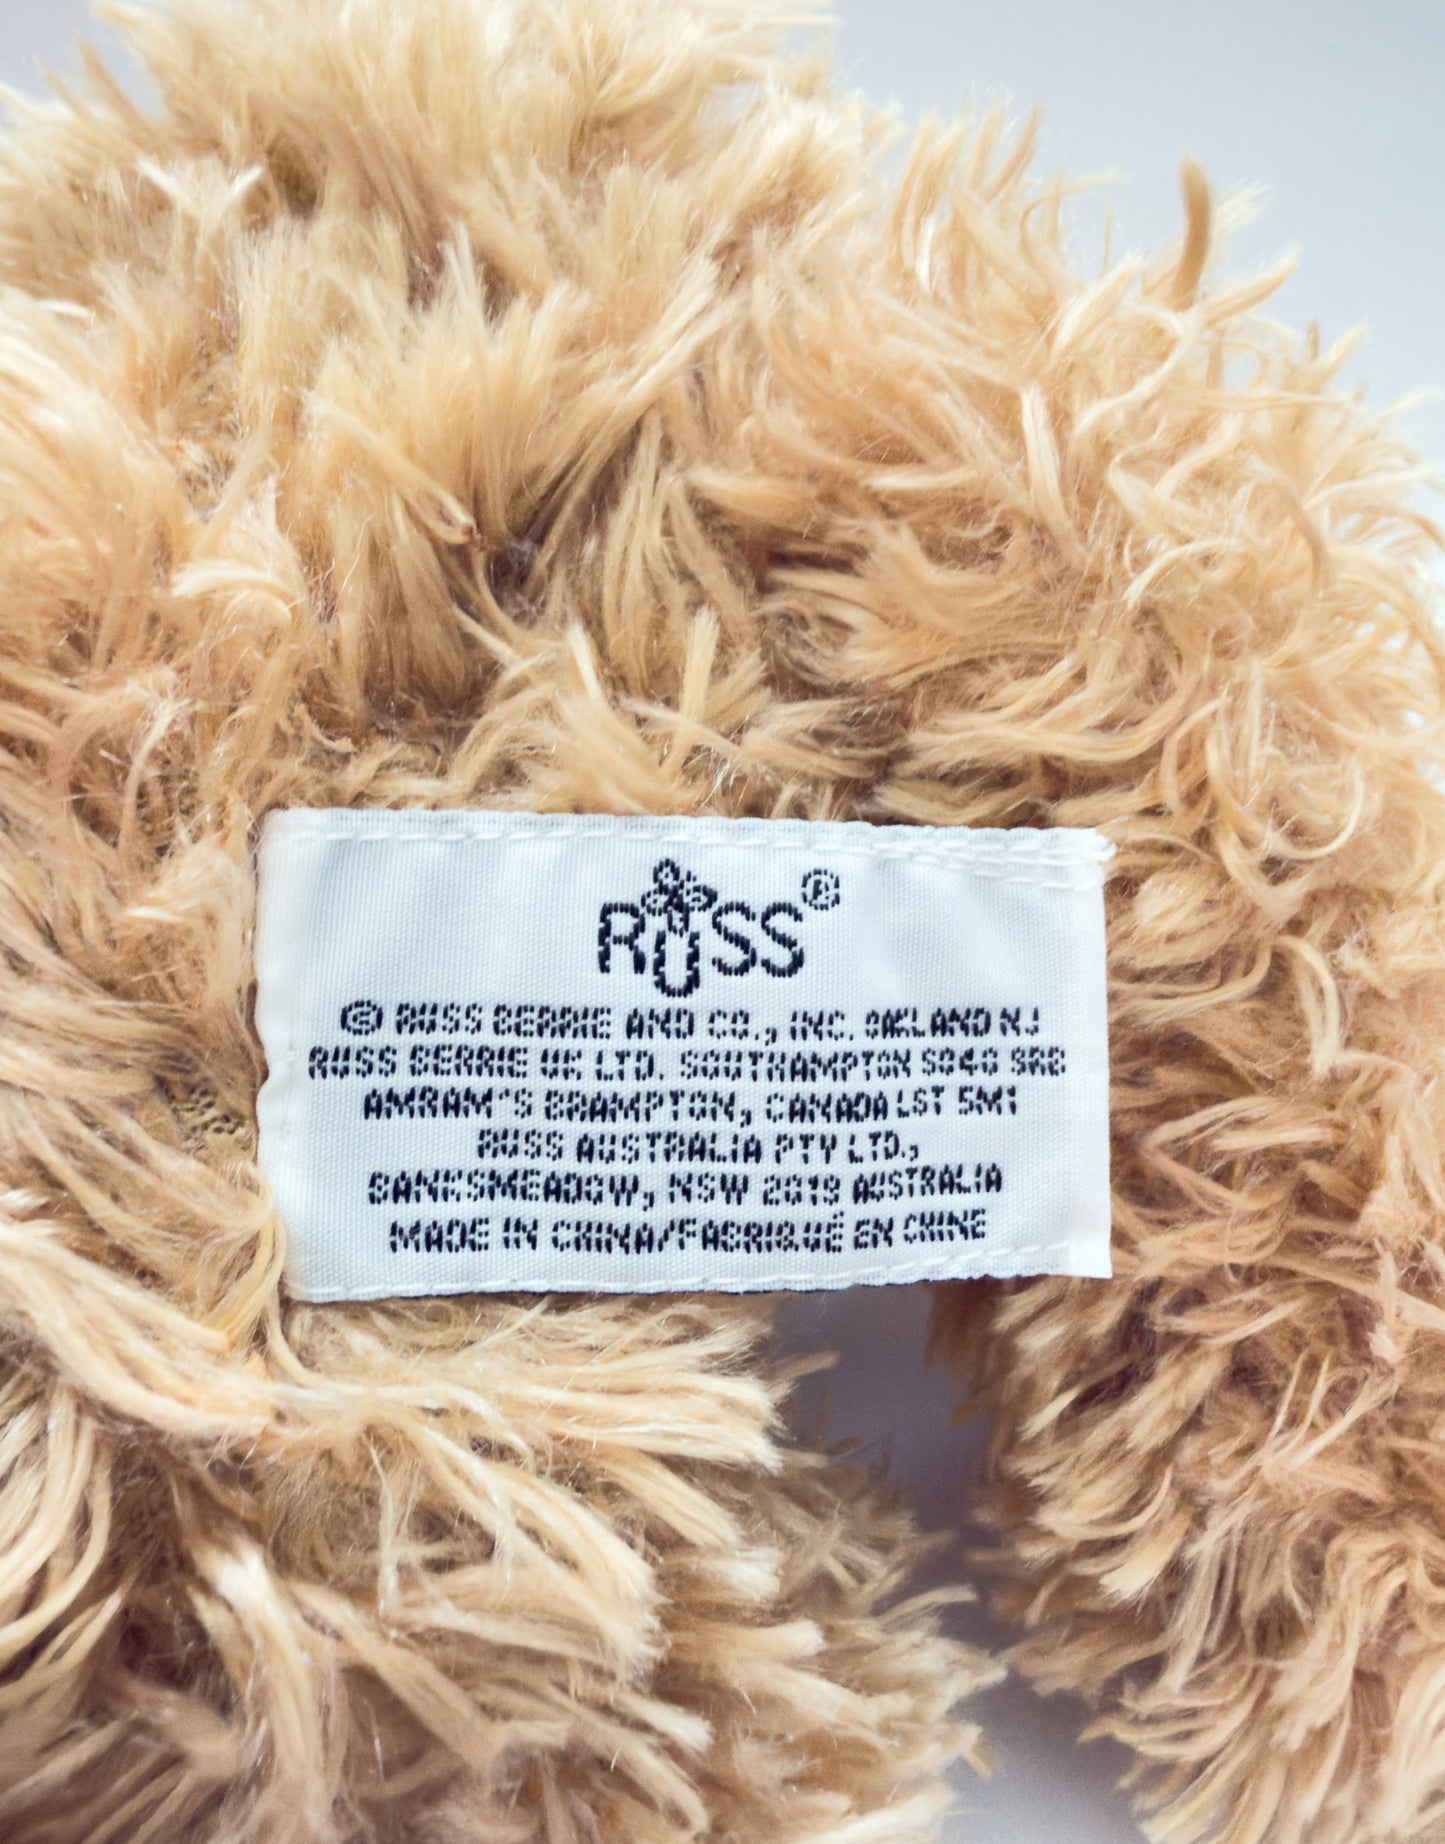 RUSS®
© RUSS BERRIE AND CO., INC. OAKLAND NJ
RUSS BERRIE UK LTD. SOUTHAMPTON SO40 3RB
AMRAM'S BRAMPTON, CANADA L6T 5M1
RUSS AUSTRALIA PTY LTD.,
BANKSMEADOW, NSW 2019 AUSTRALIA
MADE IN CHINA/FABRIQUÉ EN CHINE